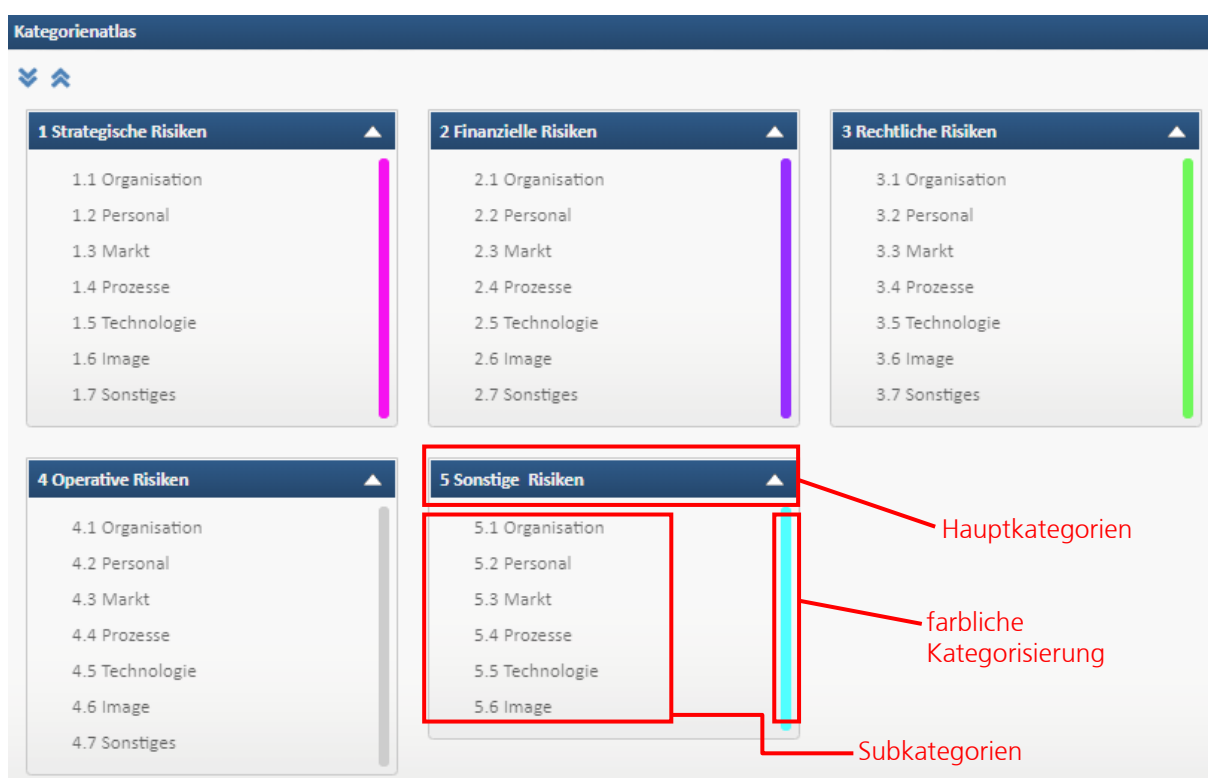 Kategorienatlas
1 Strategische Risiken
1.1 Organisation
1.2 Personal
1.3 Markt
1.4 Prozesse
1.5 Technologie
1.6 Image
1.7 Sonstiges
2 Finanzielle Risiken
2.1 Organisation
2.2 Personal
2.3 Markt
2.4 Prozesse
2.5 Technologie
2.6 Image
2.7 Sonstiges
3 Rechtliche Risiken
3.1 Organisation
3.2 Personal
3.3 Markt
3.4 Prozesse
3.5 Technologie
3.6 Image
3.7 Sonstiges
4 Operative Risiken
4.1 Organisation
4.2 Personal
4.3 Markt
4.4 Prozesse
4.5 Technologie
4.6 Image
4.7 Sonstiges
5 Sonstige  Risiken
5.1 Organisation
5.2 Personal
5.3 Markt
5.4 Prozesse
5.5 Technologie
5.6 Image
Hauptkategorien
farbliche
Kategorisierung
Subkategorien